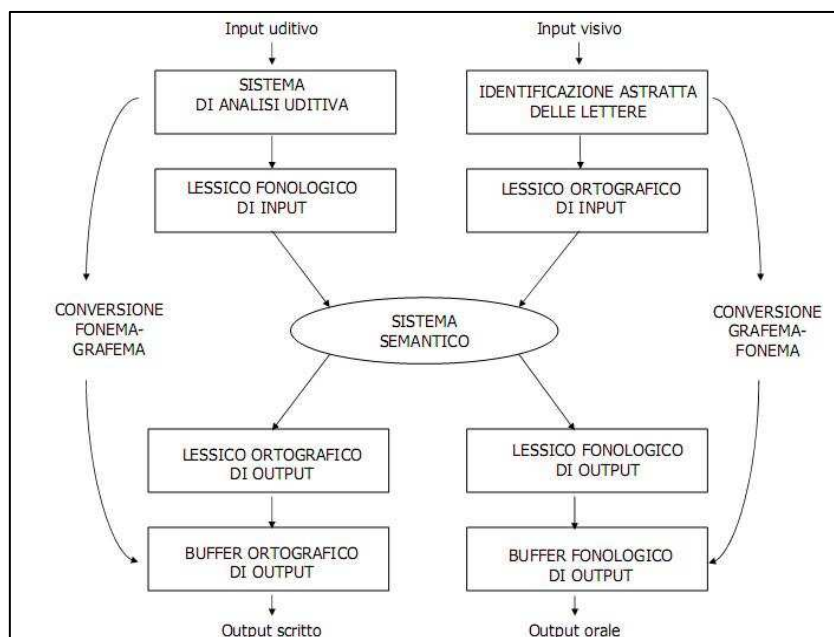 Input uditivo
Input visivo
SISTEMA
DI ANALISI UDITIVA
IDENTIFICAZIONE ASTRATTA
DELLE LETTERE
LESSICO FONOLOGICO
DI INPUT
LESSICO ORTOGRAFICO
DI INPUT
CONVERSIONE
FONEMA-
GRAFEMA
SISTEMA
SEMANTICO
CONVERSIONE
GRAFEMA-
FONEMA
LESSICO ORTOGRAFICO
DI OUTPUT
LESSICO FONOLOGICO
DI OUTPUT
BUFFER ORTOGRAFICO
DI OUTPUT
BUFFER FONOLOGICO
DI OUTPUT
Output scritto
Output orale